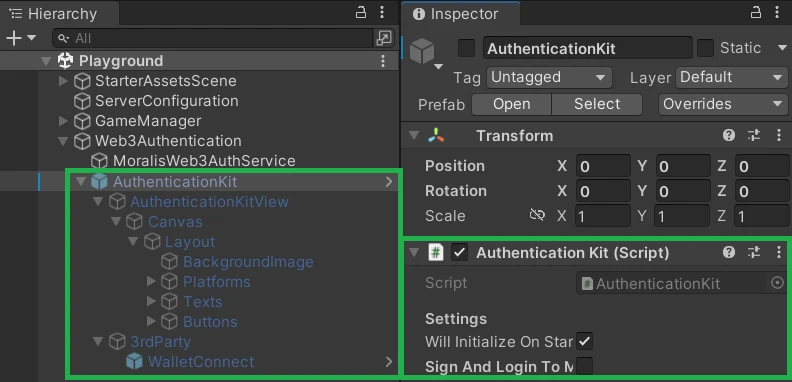 Hierarchy
All
Playground
StarterAssetsScene
ServerConfiguration
GameManager
Web3Authentication
MoralisWeb3AuthService
AuthenticationKit
AuthenticationKitView
Canvas
Layout
BackgroundImage
Platforms
Texts
Buttons
3rdParty
WalletConnect
Inspector
AuthenticationKit Static
Tag Untagged Layer Default
Prefab Open Select Overrides
Transform
Position X 0 Y 0 Z 0
Rotation X 0 Y 0 Z 0
Scale X 1 Y 1 Z 1
# Authentication Kit (Script)
Script # AuthenticationKit
Settings
Will Initialize On Star
Sign And Login To M